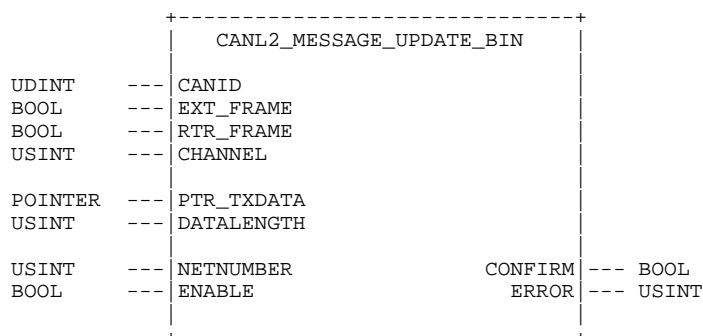 +-------------------------------+
| CANL2_MESSAGE_UPDATE_BIN |
| |
UDINT ---|CANID |
BOOL ---|EXT_FRAME |
BOOL ---|RTR_FRAME |
USINT ---|CHANNEL |
| |
POINTER ---|PTR_TXDATA |
USINT ---|DATALENGTH |
| |
USINT ---|NETNUMBER CONFIRM|--- BOOL
BOOL ---|ENABLE ERROR|--- USINT
| |
+-------------------------------+